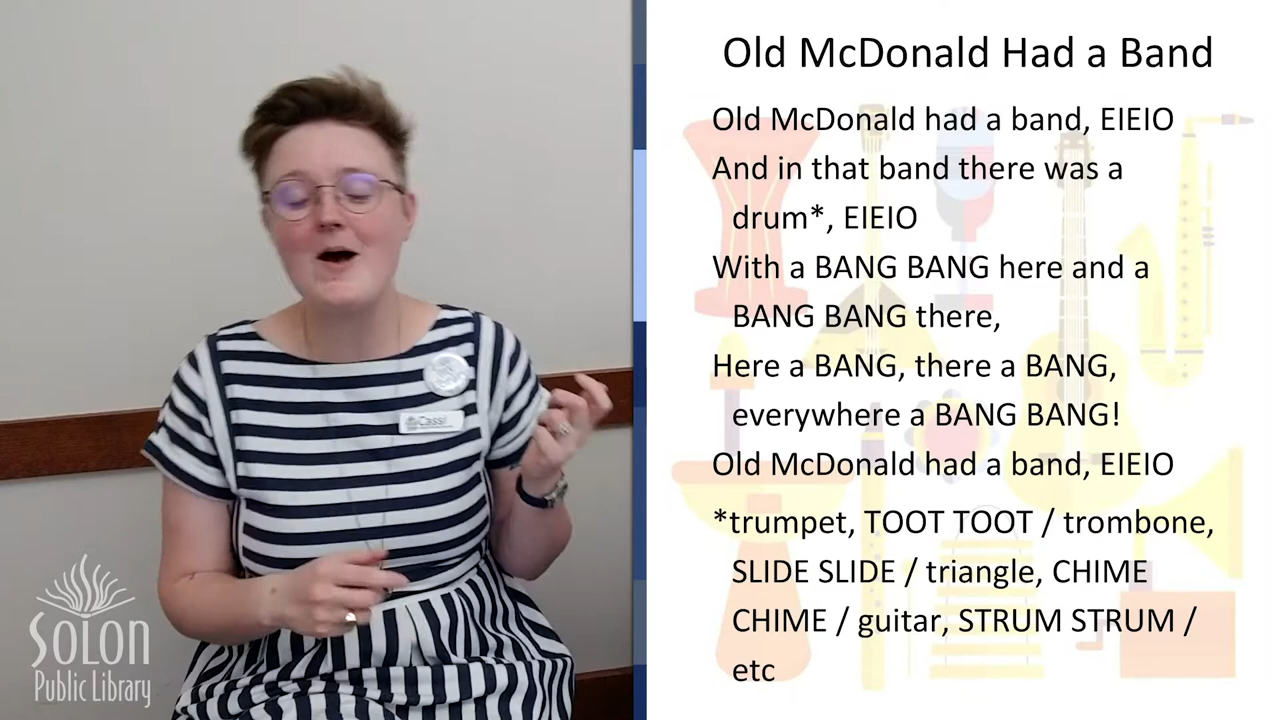 Old McDonald Had a Band
Old McDonald had a band, EIEIO
And in that band there was a
drum*, EIEIO
With a BANG BANG here and a
BANG BANG there,
Here a BANG, there a BANG,
everywhere a BANG BANG!
Old McDonald had a band, EIEIO
*trumpet, TOOT TOOT / trombone,
SLIDE SLIDE / triangle, CHIME
CHIME / guitar, STRUM STRUM /
etc
Cassi
SOLON
Public Library